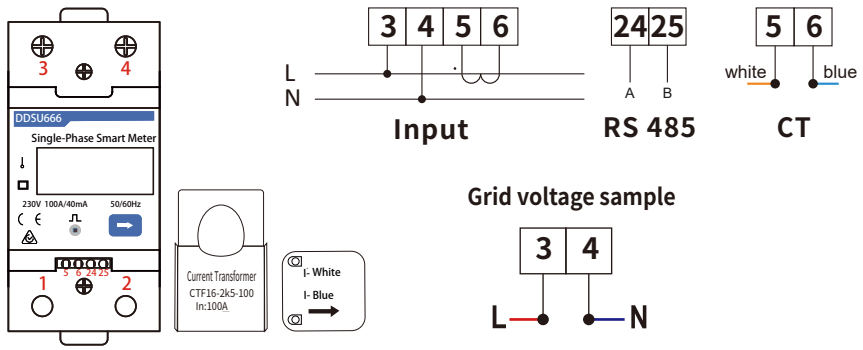 3 4
DDSU666
Single-Phase Smart Meter
230V 100A/40mA 50/60Hz
CE
5 6 24 25
1 2
Current Transformer
CTF16-2k5-100
In:100A
I- White
I- Blue
3 4 5 6
L
N
Input
24 25
A B
RS 485
5 6
white blue
CT
Grid voltage sample
3 4
L N